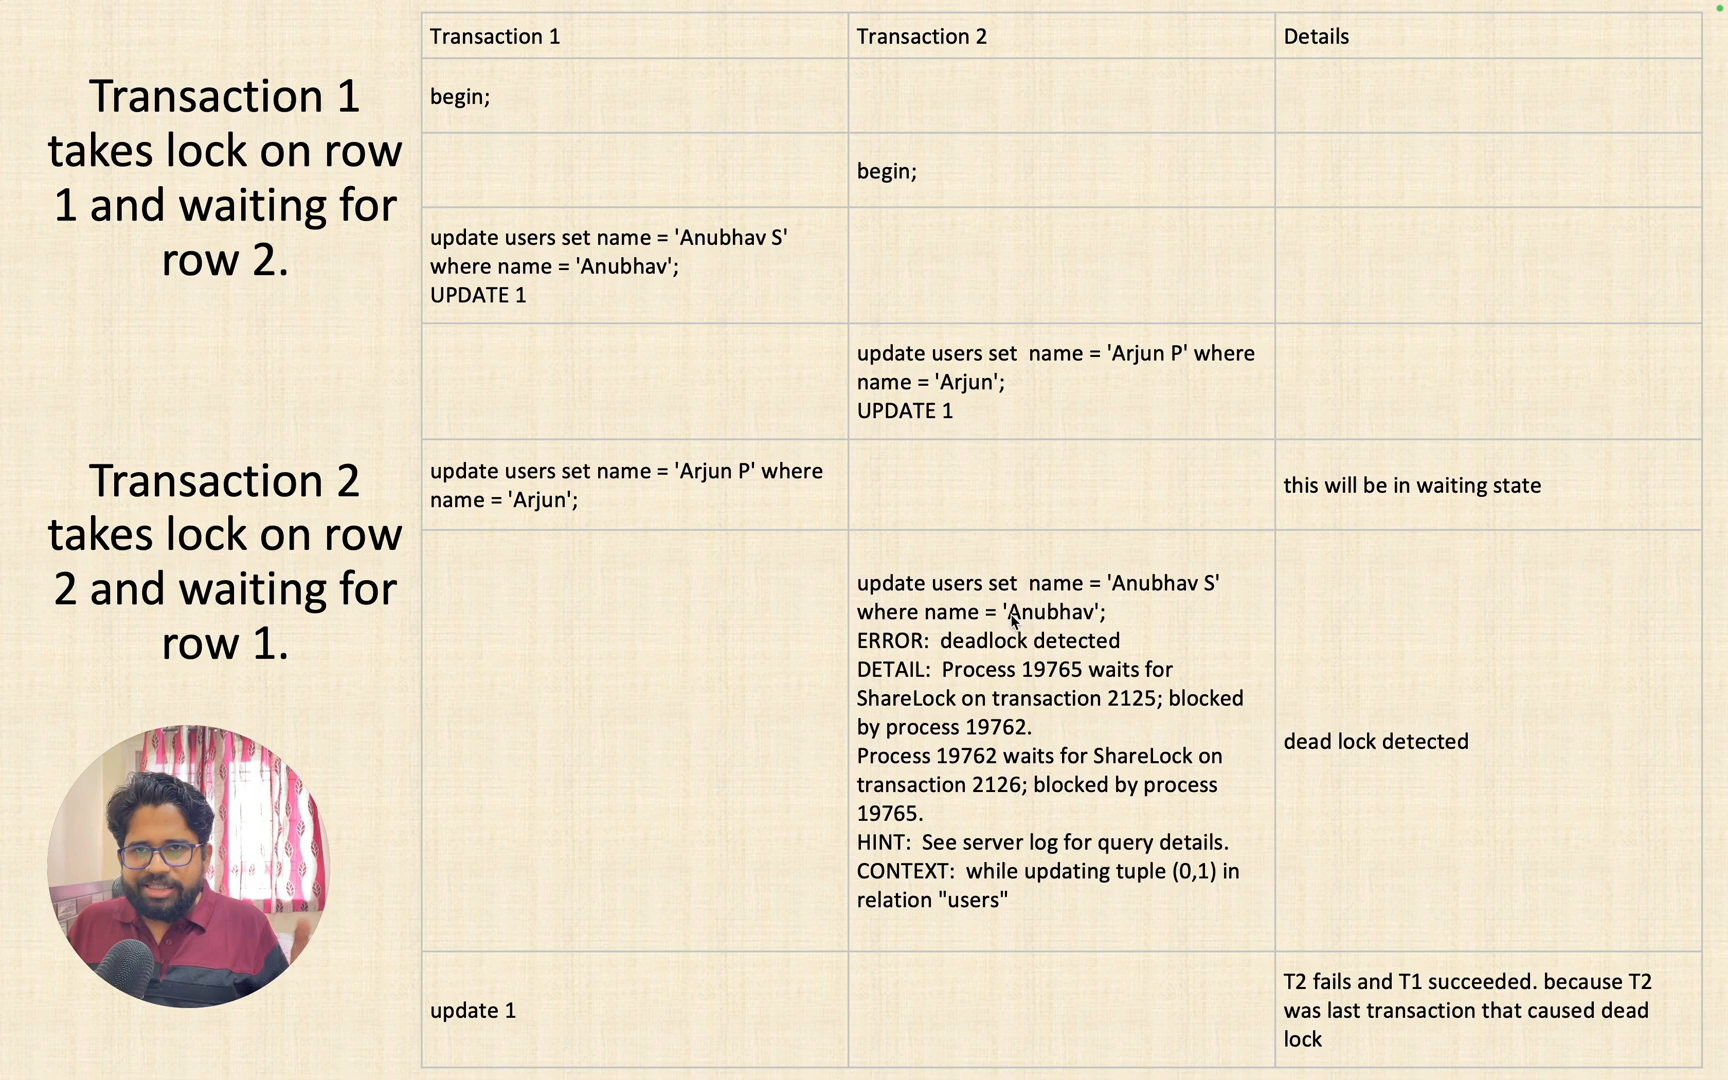 Transaction 1
takes lock on row
1 and waiting for
row 2.
Transaction 2
takes lock on row
2 and waiting for
row 1.
Transaction 1
Transaction 2
Details
begin;
begin;
update users set name = 'Anubhav S'
where name = 'Anubhav';
UPDATE 1
update users set  name = 'Arjun P' where
name = 'Arjun';
UPDATE 1
update users set name = 'Arjun P' where
name = 'Arjun';
this will be in waiting state
update users set  name = 'Anubhav S'
where name = 'Anubhav';
ERROR:  deadlock detected
DETAIL:  Process 19765 waits for
ShareLock on transaction 2125; blocked
by process 19762.
Process 19762 waits for ShareLock on
transaction 2126; blocked by process
19765.
HINT:  See server log for query details.
CONTEXT:  while updating tuple (0,1) in
relation "users"
dead lock detected
update 1
T2 fails and T1 succeeded. because T2
was last transaction that caused dead
lock